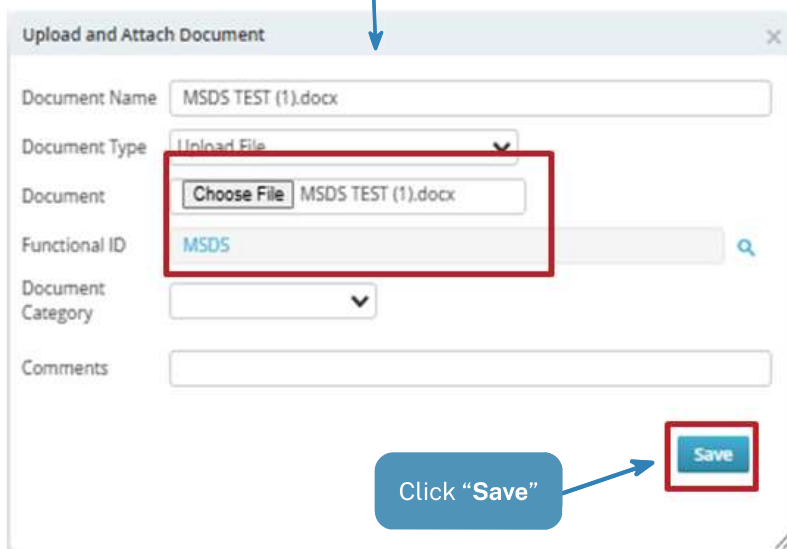 Upload and Attach Document
Document Name MSDS TEST (1).docx
Document Type Upload File
Document Choose File MSDS TEST (1).docx
Functional ID MSDS
Document
Category
Comments
Save
Click “Save”